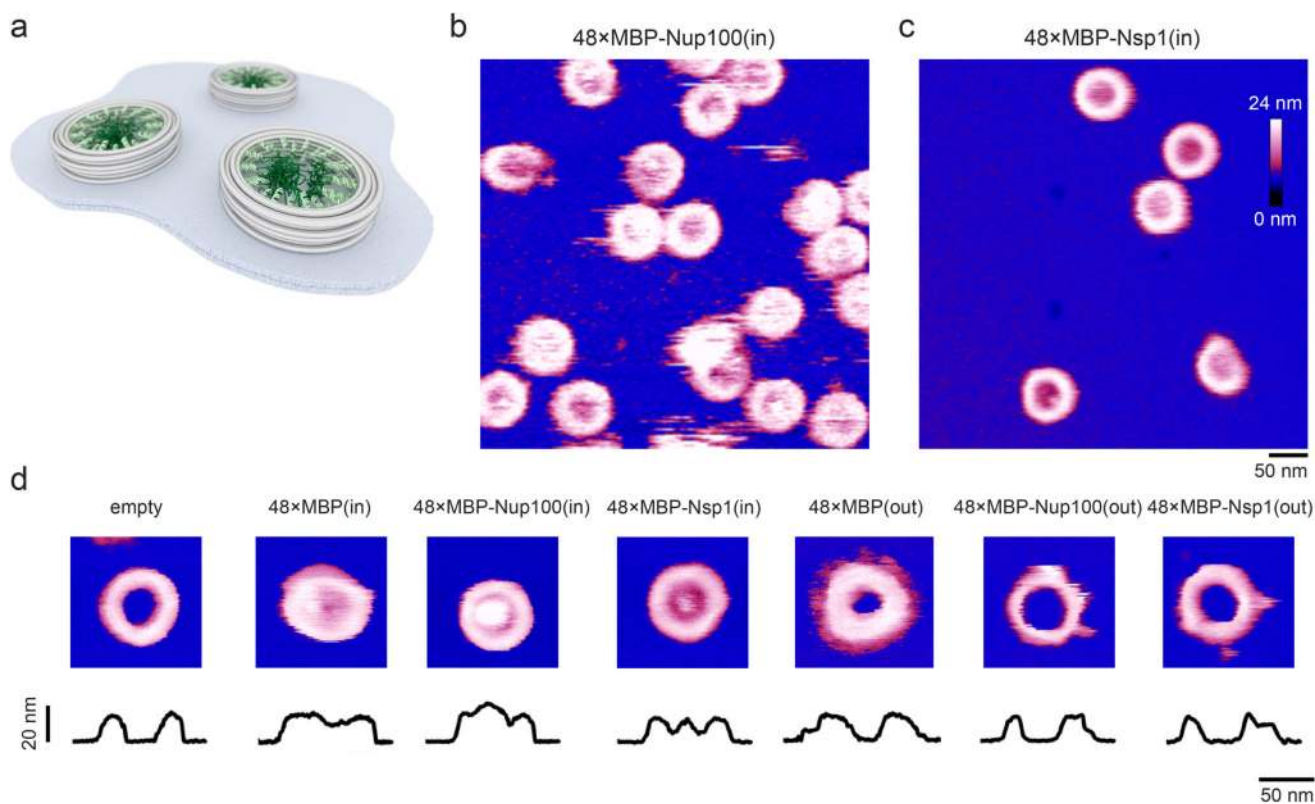 a
b
48×MBP-Nup100(in)
c
48×MBP-Nsp1(in)
24 nm
0 nm
50 nm
d
empty
48×MBP(in)
48×MBP-Nup100(in)
48×MBP-Nsp1(in)
48×MBP(out)
48×MBP-Nup100(out)
48×MBP-Nsp1(out)
20 nm
50 nm